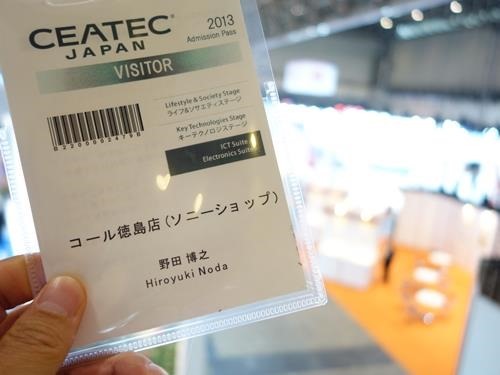 CEATEC®
JAPAN
2013
Admission Pass
VISITOR
Lifestyle & Society Stage
ライフ&ソサエティステージ
Key Technologies Stage
キーテクノロジステージ
ICT Suite
Electronics Suite
022000024790
コール徳島店(ソニーショップ)
野田 博之
Hiroyuki Noda